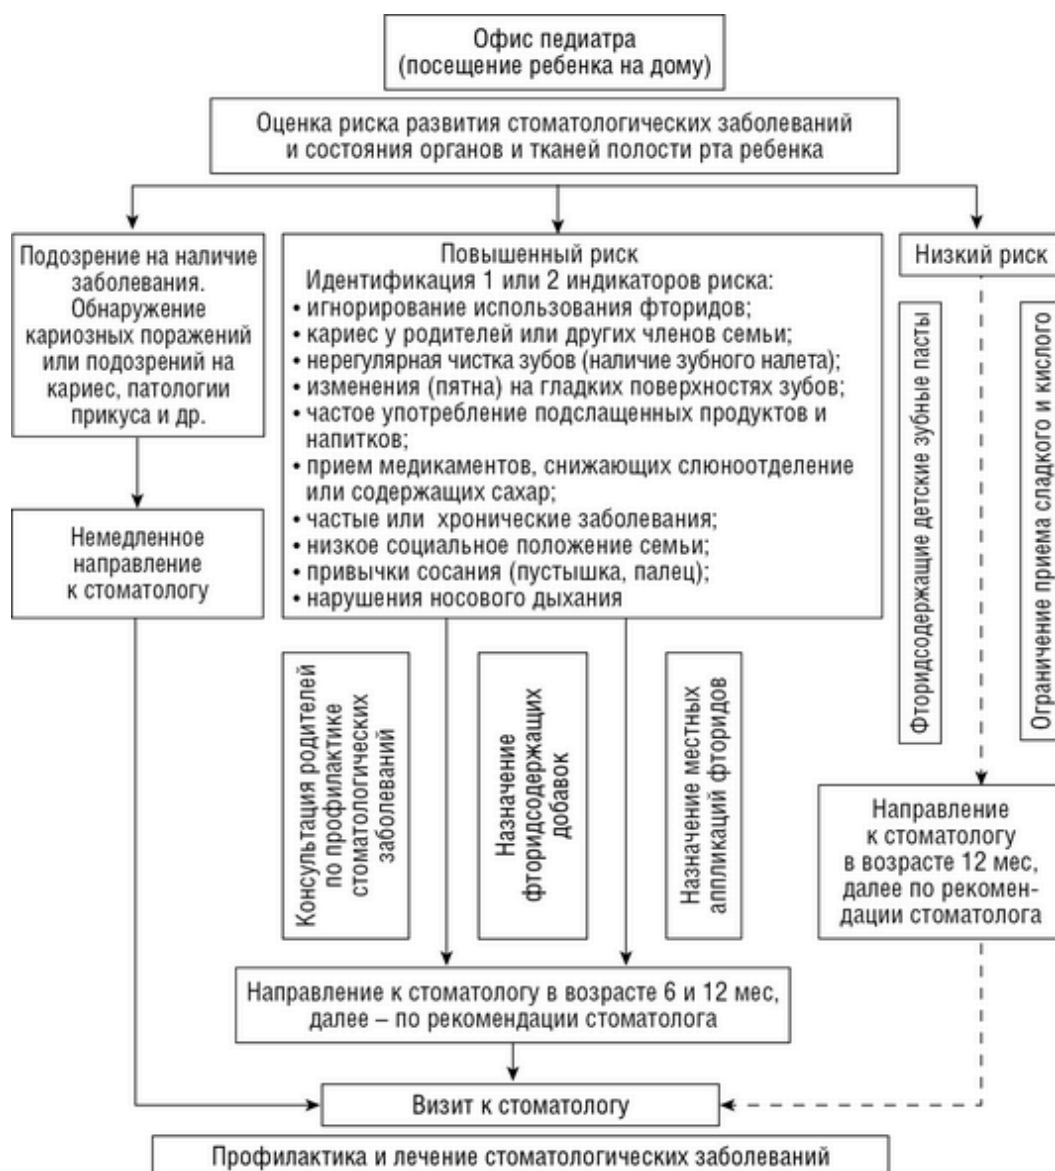 Офис педиатра
(посещение ребенка на дому)
Оценка риска развития стоматологических заболеваний
и состояния органов и тканей полости рта ребенка
Подозрение на наличие
заболевания.
Обнаружение
кариозных поражений
или подозрений на
кариес, патологии
прикуса и др.
Немедленное
направление
к стоматологу
Повышенный риск
Идентификация 1 или 2 индикаторов риска:
• игнорирование использования фторидов;
• кариес у родителей или других членов семьи;
• нерегулярная чистка зубов (наличие зубного налета);
• изменения (пятна) на гладких поверхностях зубов;
• частое употребление подслащенных продуктов и
напитков;
• прием медикаментов, снижающих слюноотделение
или содержащих сахар;
• частые или хронические заболевания;
• низкое социальное положение семьи;
• привычки сосания (пустышка, палец);
• нарушения носового дыхания
Консультация родителей
по профилактике
стоматологических
заболеваний
Назначение
фторидсодержащих
добавок
Назначение местных
аппликаций фторидов
Направление к стоматологу в возрасте 6 и 12 мес,
далее – по рекомендации стоматолога
Низкий риск
Фторидсодержащие детские зубные пасты
Ограничение приема сладкого и кислого
Направление
к стоматологу
в возрасте 12 мес,
далее по рекомен-
дации стоматолога
Визит к стоматологу
Профилактика и лечение стоматологических заболеваний